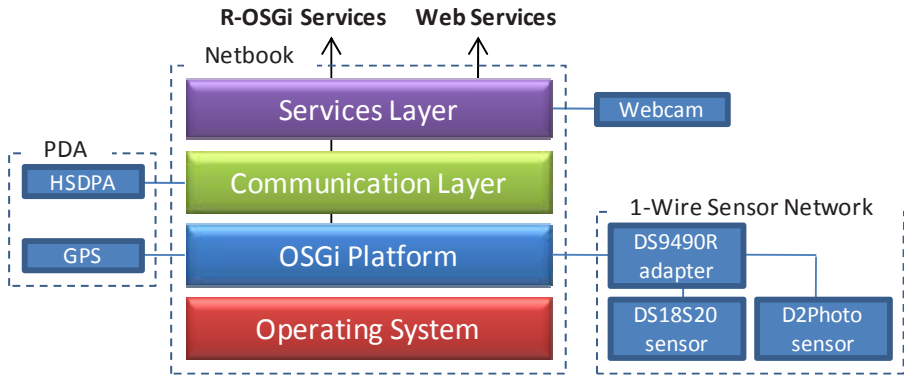 R-OSGi Services
Web Services
Netbook
Services Layer
Webcam
PDA
HSDPA
Communication Layer
1-Wire Sensor Network
GPS
OSGi Platform
DS9490R
adapter
Operating System
DS18S20
sensor
D2Photo
sensor